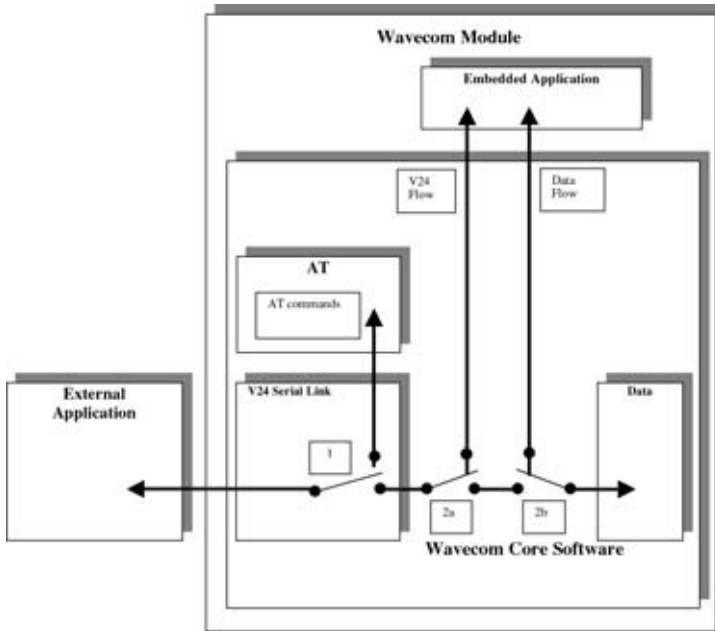 Wavecom Module
Embedded Application
V24
Flow
Data
Flow
AT
AT commands
External
Application
V24 Serial Link
Data
1
2a
2b
Wavecom Core Software